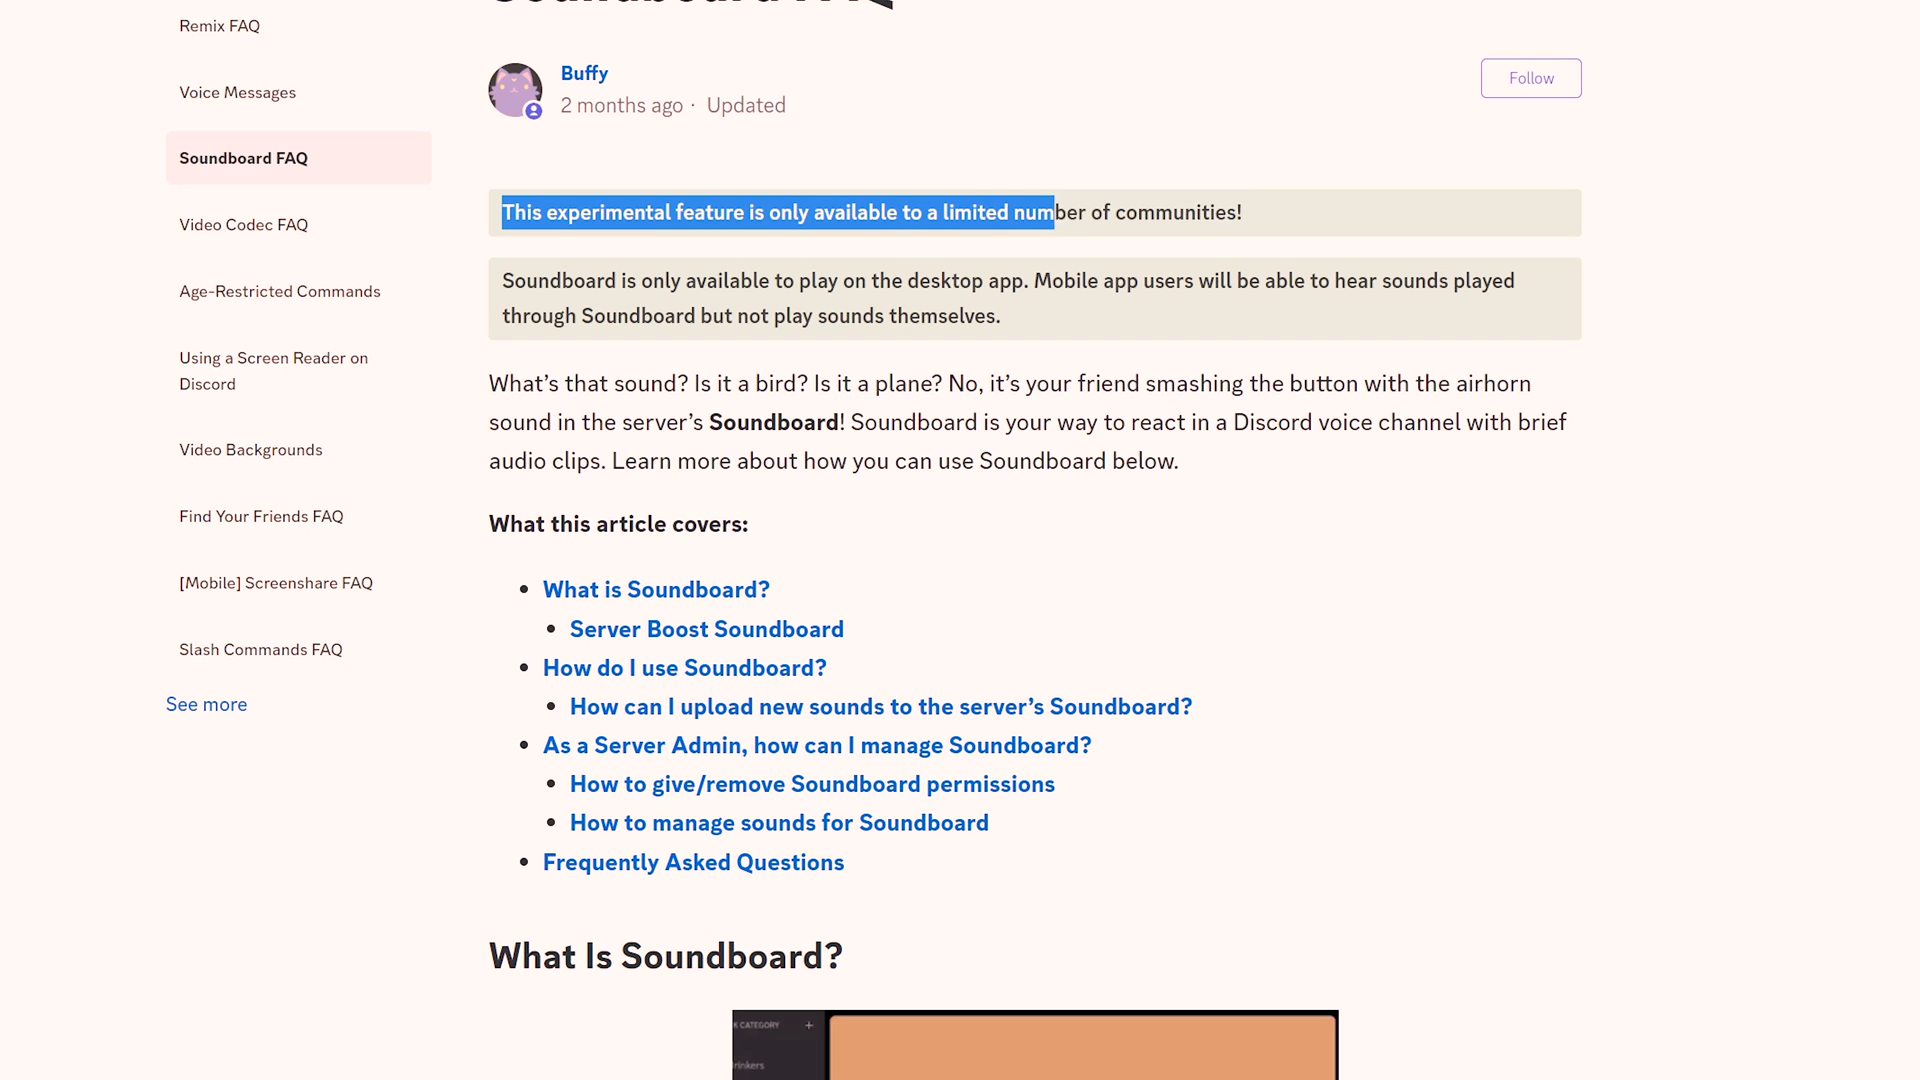 Soundboard FAQ
Remix FAQ
Voice Messages
Soundboard FAQ
Video Codec FAQ
Age-Restricted Commands
Using a Screen Reader on
Discord
Video Backgrounds
Find Your Friends FAQ
[Mobile] Screenshare FAQ
Slash Commands FAQ
See more
Buffy
2 months ago · Updated
Follow
This experimental feature is only available to a limited number of communities!
Soundboard is only available to play on the desktop app. Mobile app users will be able to hear sounds played
through Soundboard but not play sounds themselves.
What’s that sound? Is it a bird? Is it a plane? No, it’s your friend smashing the button with the airhorn
sound in the server’s Soundboard! Soundboard is your way to react in a Discord voice channel with brief
audio clips. Learn more about how you can use Soundboard below.
What this article covers:
• What is Soundboard?
• Server Boost Soundboard
• How do I use Soundboard?
• How can I upload new sounds to the server’s Soundboard?
• As a Server Admin, how can I manage Soundboard?
• How to give/remove Soundboard permissions
• How to manage sounds for Soundboard
• Frequently Asked Questions
What Is Soundboard?
K CATEGORY +
rinkers